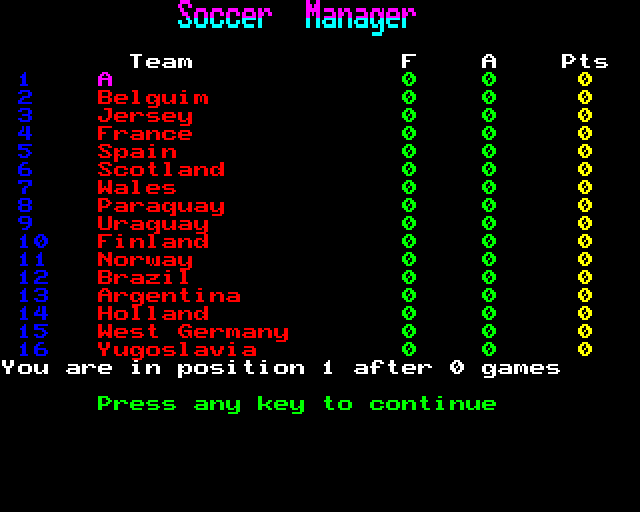 Soccer Manager
Team F A Pts
1 A 0 0 0
2 Belguim 0 0 0
3 Jersey 0 0 0
4 France 0 0 0
5 Spain 0 0 0
6 Scotland 0 0 0
7 Wales 0 0 0
8 Paraquay 0 0 0
9 Uraquay 0 0 0
10 Finland 0 0 0
11 Norway 0 0 0
12 Brazil 0 0 0
13 Argentina 0 0 0
14 Holland 0 0 0
15 West Germany 0 0 0
16 Yugoslavia 0 0 0
You are in position 1 after 0 games
Press any key to continue